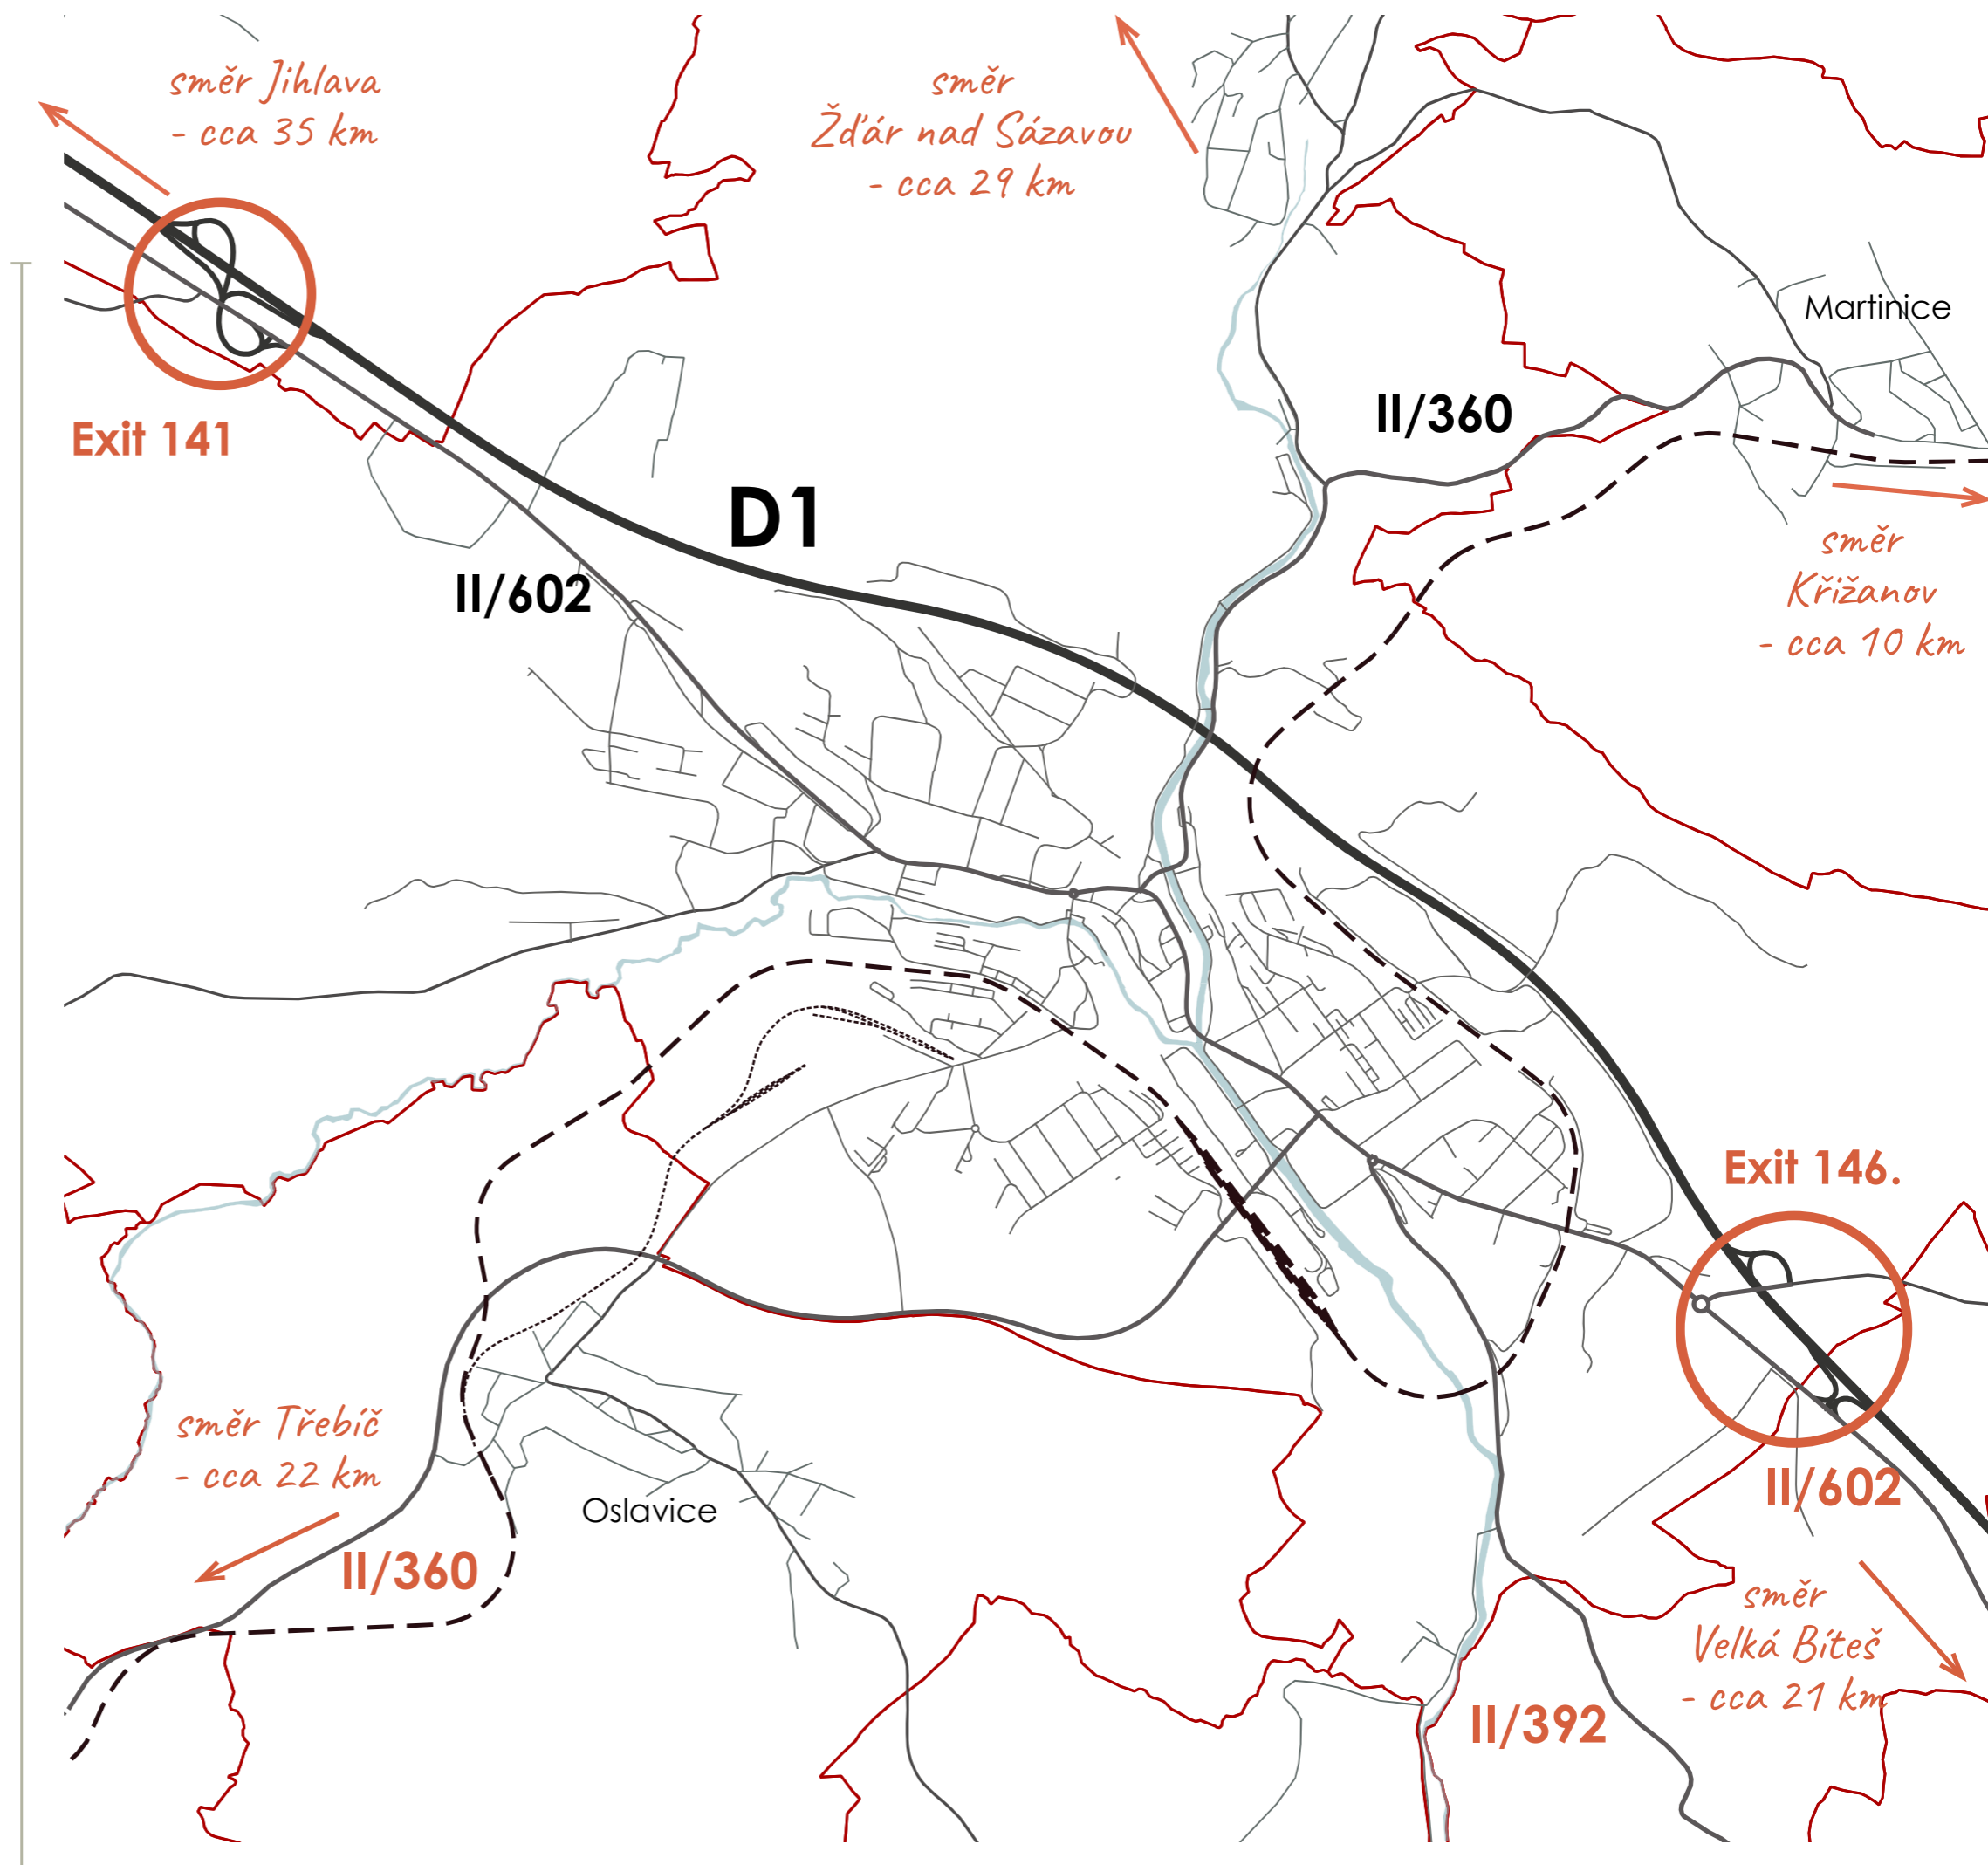 směr Jihlava
- cca 35 km
směr
Žďár nad Sázavou
- cca 29 km
Martinice
II/360
Exit 141
D1
směr
Křižanov
- cca 10 km
II/602
Exit 146.
směr Třebíč
- cca 22 km
Oslavice
II/602
II/360
směr
Velká Bíteš
- cca 21 km
II/392